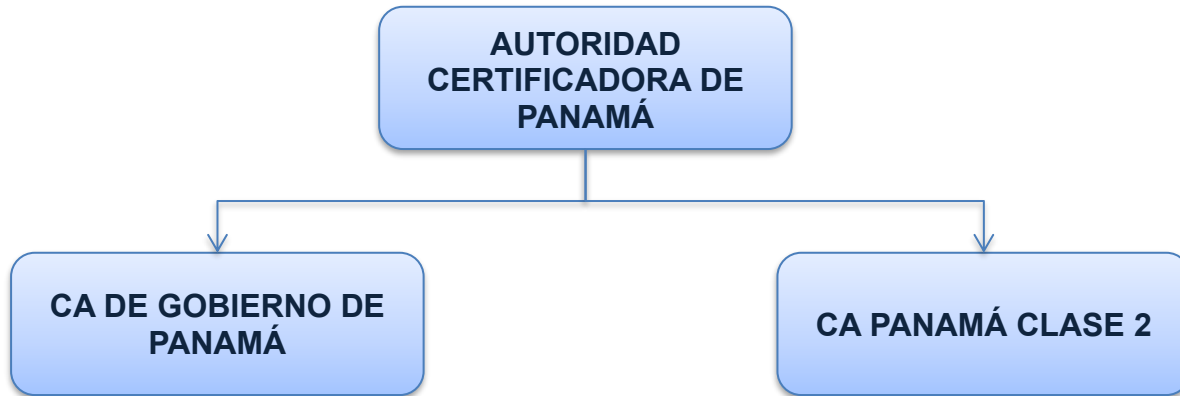 AUTORIDAD
CERTIFICADORA DE
PANAMÁ
CA DE GOBIERNO DE
PANAMÁ
CA PANAMÁ CLASE 2